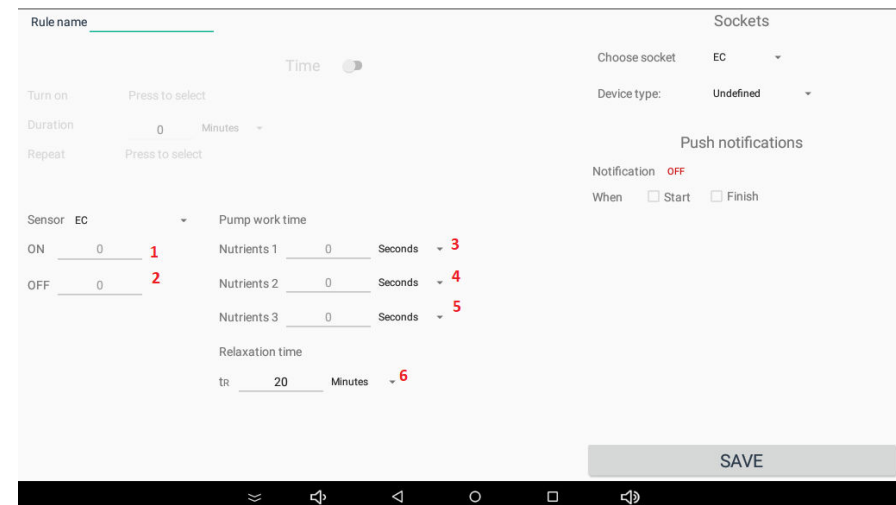 Rule name
Time
Turn on Press to select
Duration 0 Minutes
Repeat Press to select
Sensor EC
ON 0 1
OFF 0 2
Pump work time
Nutrients 1 0 Seconds 3
Nutrients 2 0 Seconds 4
Nutrients 3 0 Seconds 5
Relaxation time
tR 20 Minutes 6
Sockets
Choose socket EC
Device type: Undefined
Push notifications
Notification OFF
When Start Finish
SAVE